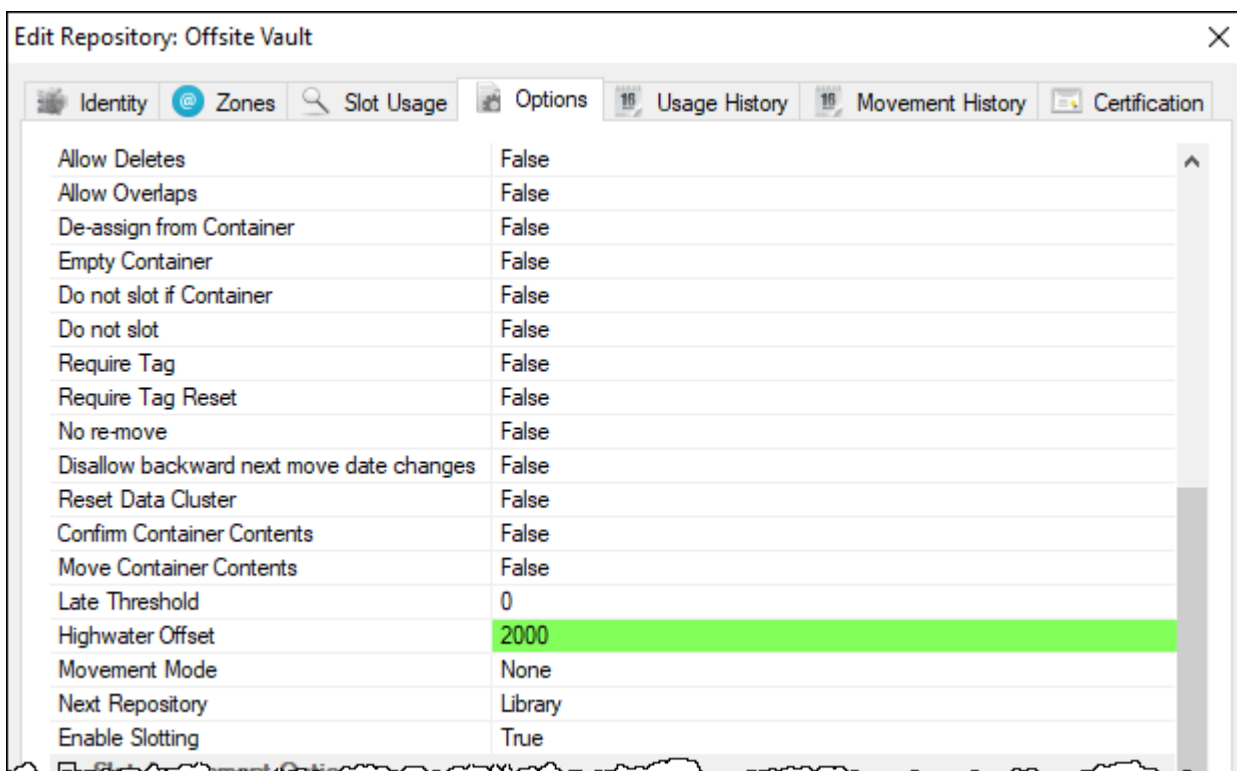 Edit Repository: Offsite Vault
Identity Zones Slot Usage Options Usage History Movement History Certification
Allow Deletes False
Allow Overlaps False
De-assign from Container False
Empty Container False
Do not slot if Container False
Do not slot False
Require Tag False
Require Tag Reset False
No re-move False
Disallow backward next move date changes False
Reset Data Cluster False
Confirm Container Contents False
Move Container Contents False
Late Threshold 0
Highwater Offset 2000
Movement Mode None
Next Repository Library
Enable Slotting True